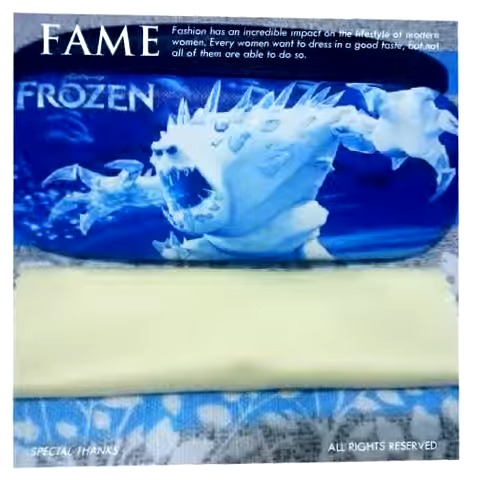 FAME
Fashion has an incredible impact on the lifestyle of modern
women. Every women want to dress in a good taste, but not
all of them are able to do so.
FROZEN
SPECIAL THANKS
ALL RIGHTS RESERVED